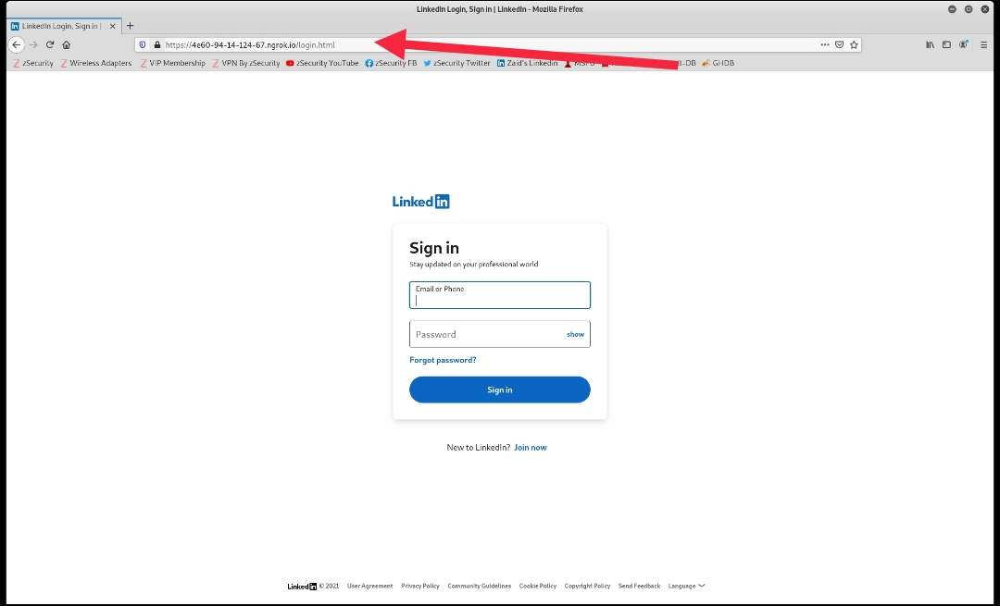 LinkedIn Login, Sign in | LinkedIn - Mozilla Firefox
LinkedIn Login, Sign in |
https://4e60-94-14-124-67.ngrok.io/login.html
zSecurity Wireless Adapters VIP Membership VPN By zSecurity zSecurity YouTube zSecurity FB zSecurity Twitter Zaid's Linkedin GHDB
Linked in
Sign in
Stay updated on your professional world
Email or Phone
Password show
Forgot password?
Sign in
New to LinkedIn? Join now
Linked in © 2021 User Agreement Privacy Policy Community Guidelines Cookie Policy Copyright Policy Send Feedback Language